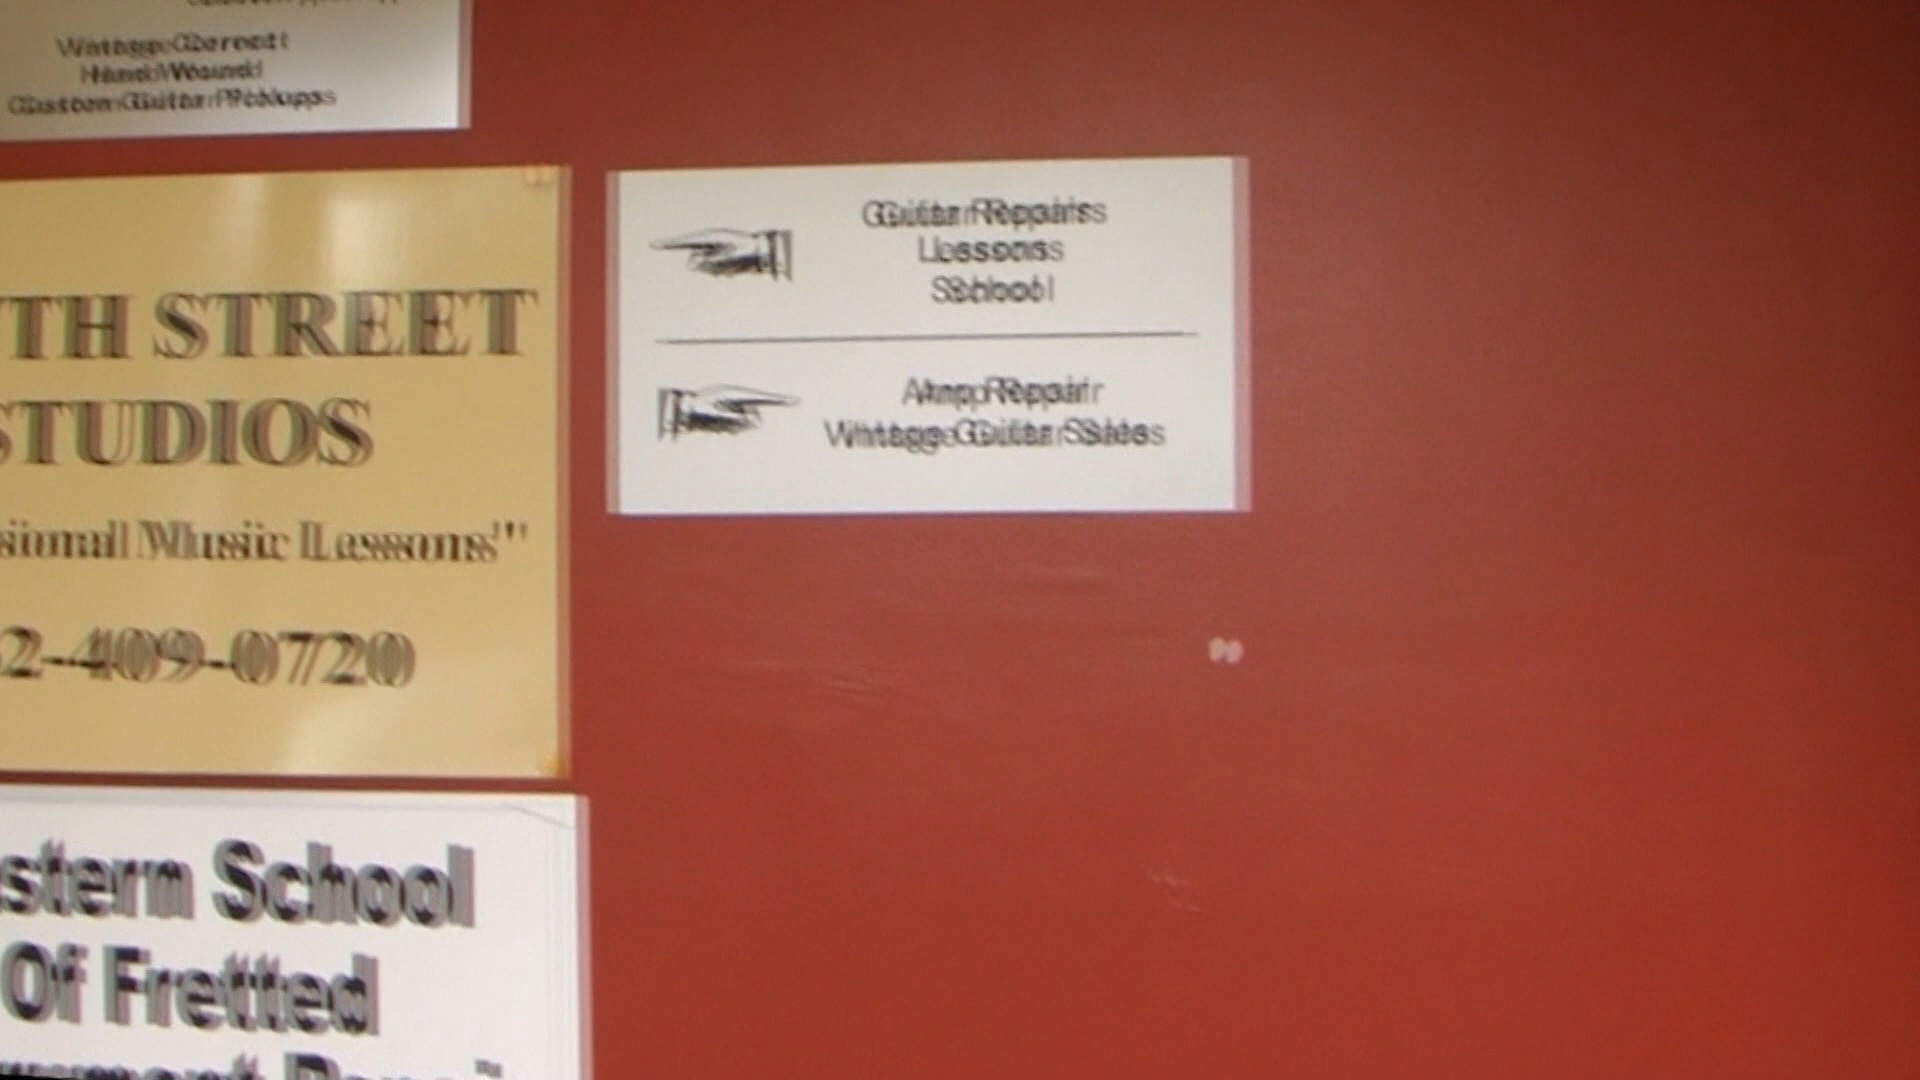 Vintage Correct
Hand Wound
Custom Guitar Pickups
TH STREET
STUDIOS
sional Music Lessons"
2-409-0720
Guitar Repairs
Lessons
School
Amp Repair
Vintage Guitar Sales
stern School
Of Fretted